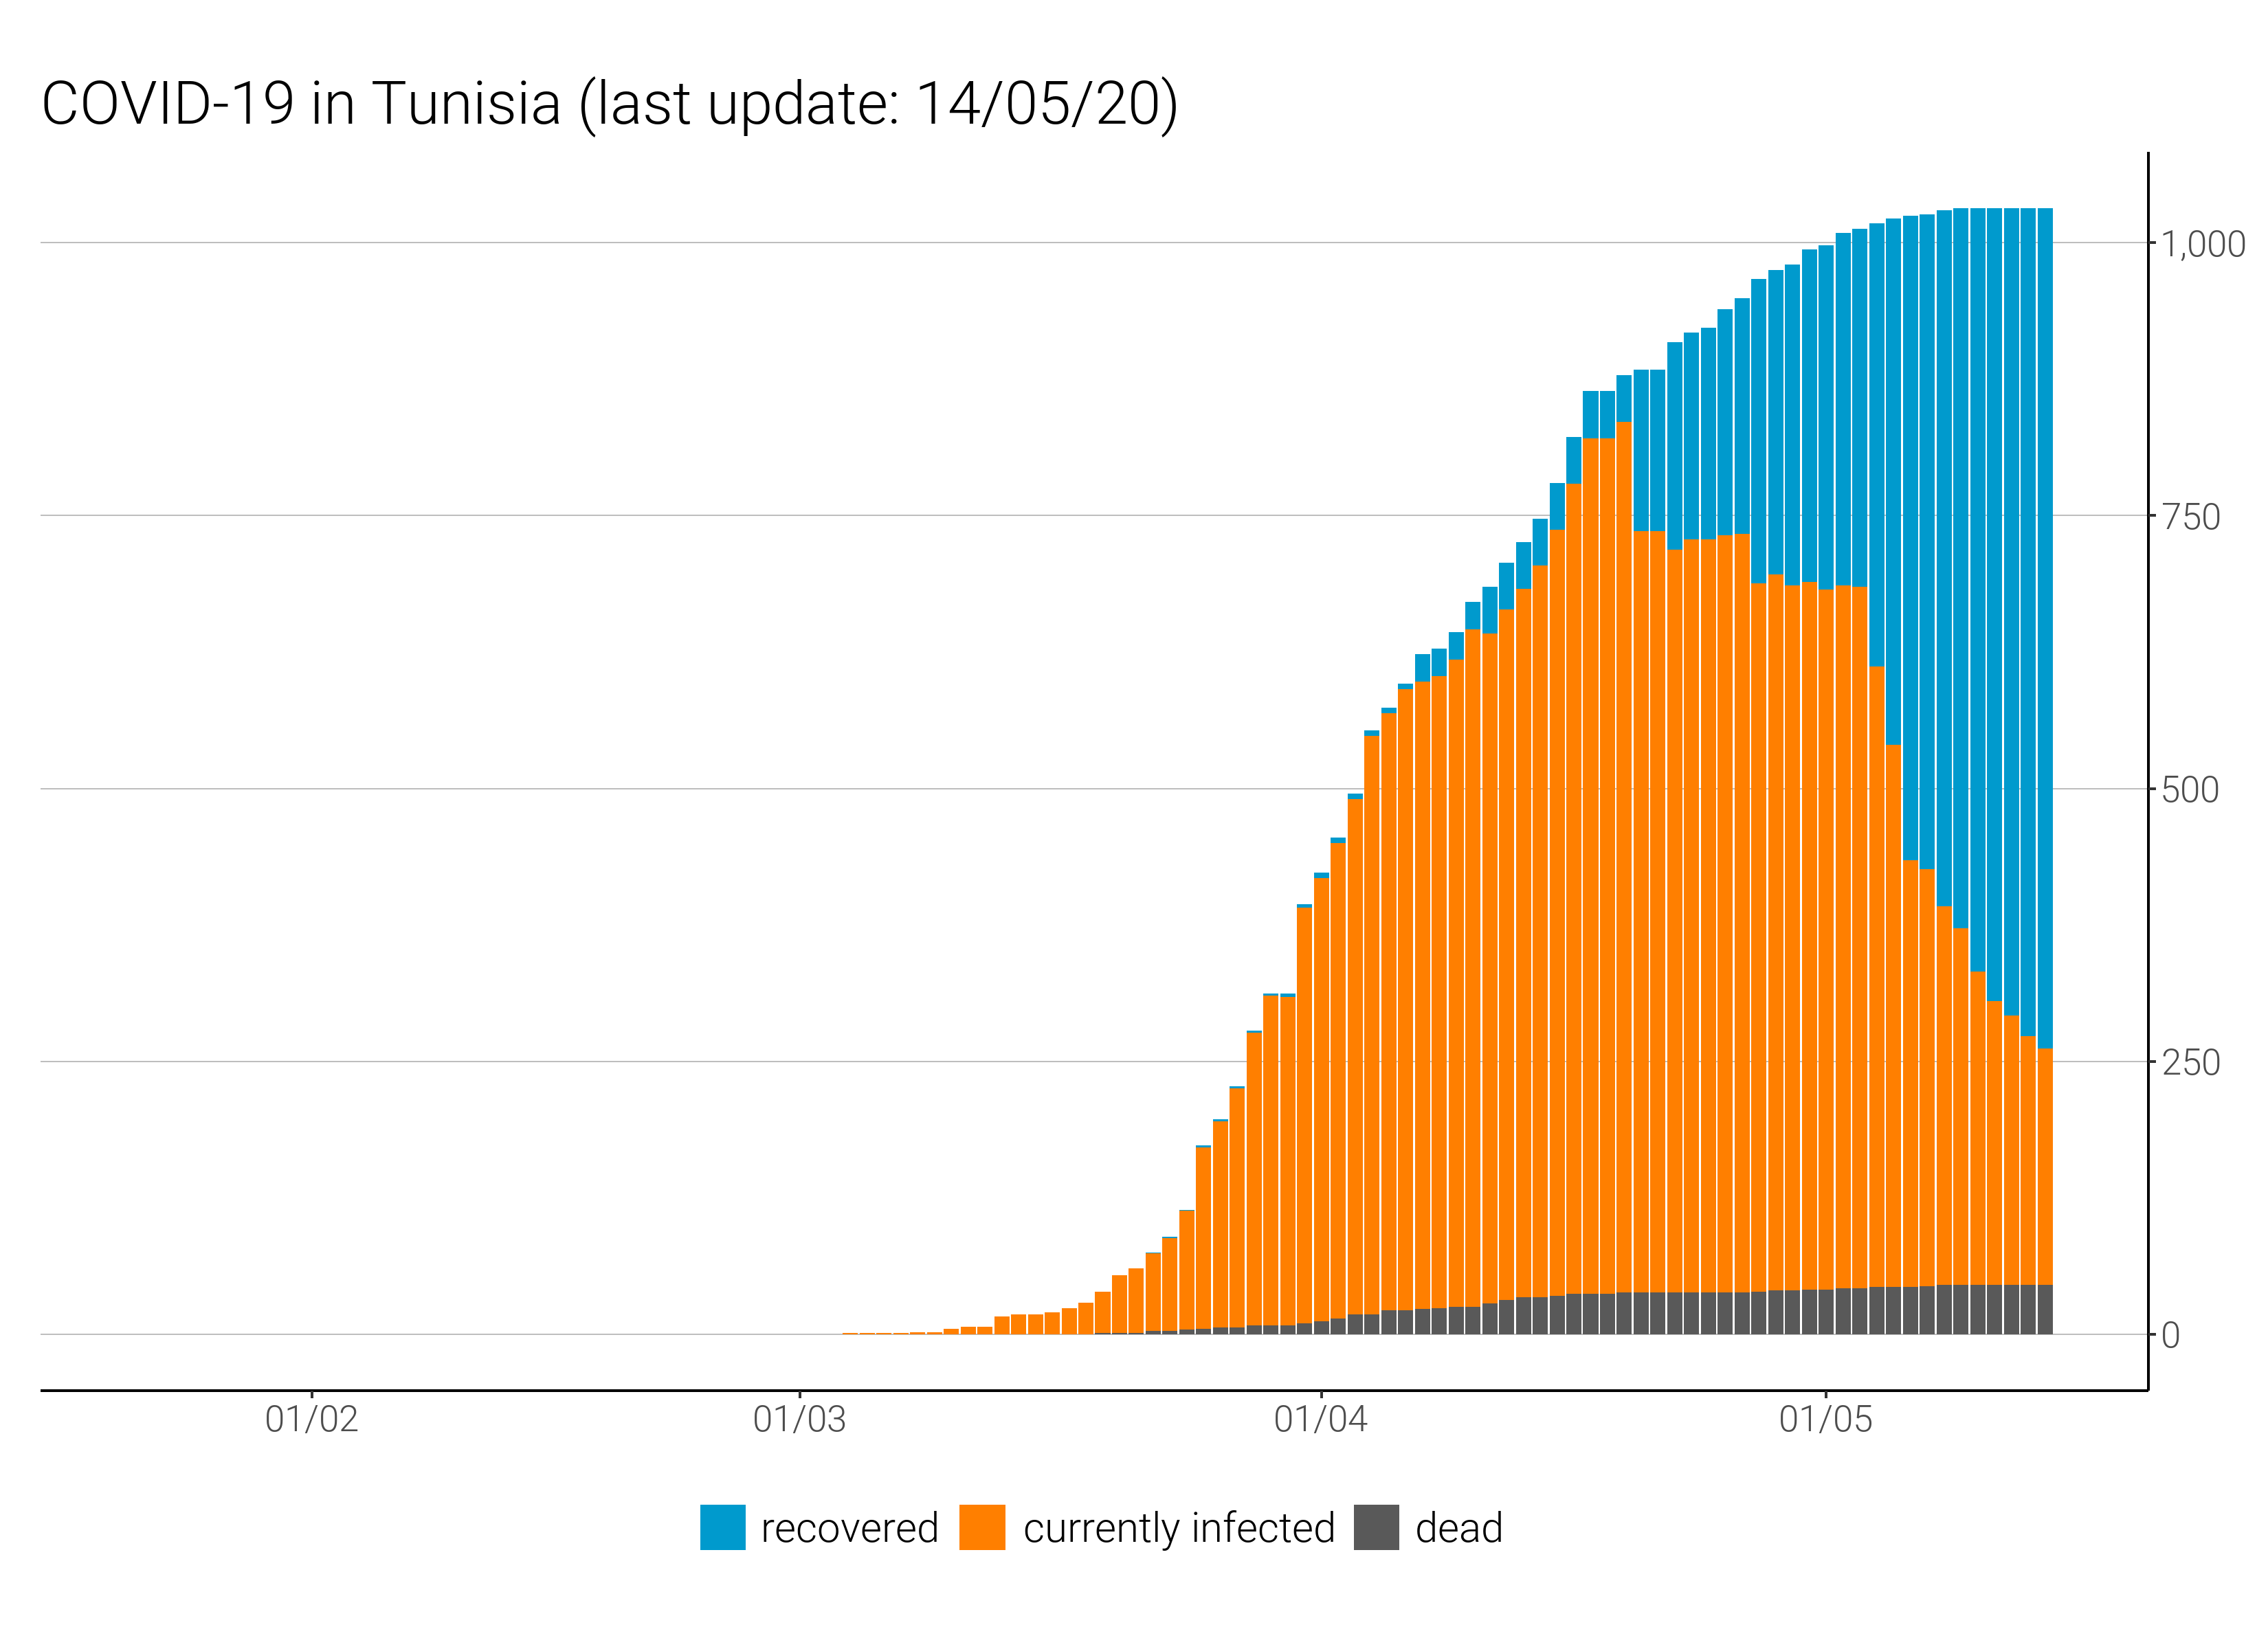 COVID-19 in Tunisia (last update: 14/05/20)
1,000
750
500
250
0
01/02 01/03 01/04 01/05
recovered currently infected dead